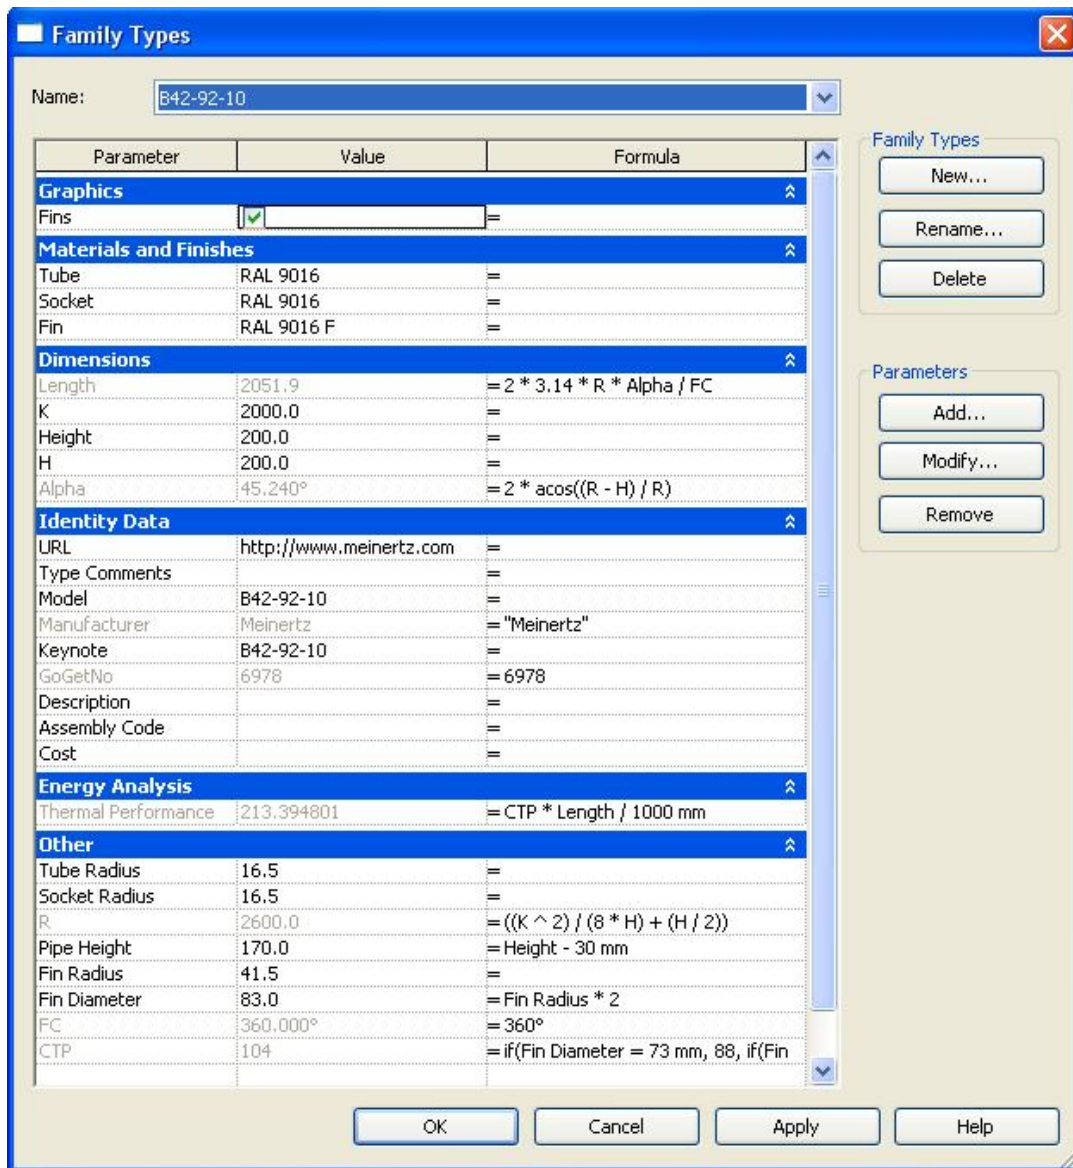 Family Types
Name: B42-92-10
Parameter Value Formula
Graphics
Fins =
Materials and Finishes
Tube RAL 9016 =
Socket RAL 9016 =
Fin RAL 9016 F =
Dimensions
Length 2051.9 = 2 * 3.14 * R * Alpha / FC
K 2000.0 =
Height 200.0 =
H 200.0 =
Alpha 45.240° = 2 * acos((R - H) / R)
Identity Data
URL http://www.meinertz.com =
Type Comments =
Model B42-92-10 =
Manufacturer Meinertz = "Meinertz"
Keynote B42-92-10 =
GoGetNo 6978 = 6978
Description =
Assembly Code =
Cost =
Energy Analysis
Thermal Performance 213.394801 = CTP * Length / 1000 mm
Other
Tube Radius 16.5 =
Socket Radius 16.5 =
R 2600.0 = ((K ^ 2) / (8 * H) + (H / 2))
Pipe Height 170.0 = Height - 30 mm
Fin Radius 41.5 =
Fin Diameter 83.0 = Fin Radius * 2
FC 360.000° = 360°
CTP 104 = if(Fin Diameter = 73 mm, 88, if(Fin
Family Types
New...
Rename...
Delete
Parameters
Add...
Modify...
Remove
OK Cancel Apply Help